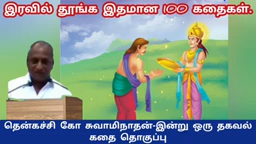 இரவில் தூங்க இதமான 100 கதைகள்.
தென்கச்சி கோ சுவாமிநாதன்-இன்று ஒரு தகவல்
கதை தொகுப்பு